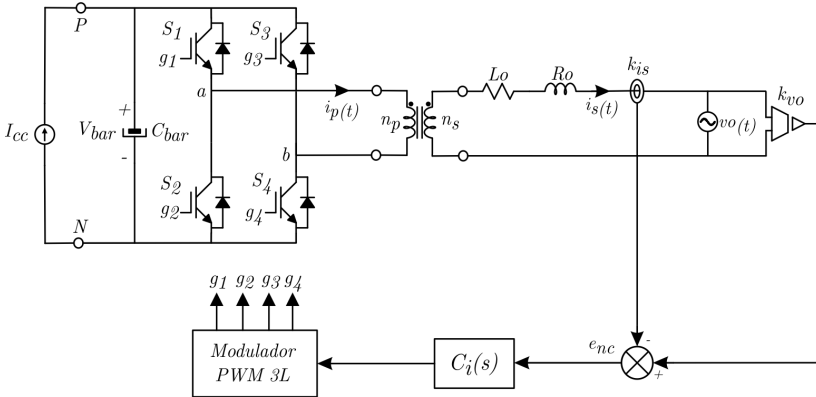 P
S1
S3
g1
g3
Lo
Ro
kis
kvo
a
ip(t)
is(t)
+
Vbar
Cbar
-
Icc
np
ns
vo(t)
b
S2
S4
g2
g4
N
g1 g2 g3 g4
Modulador
PWM 3L
Ci(s)
enc
-
+